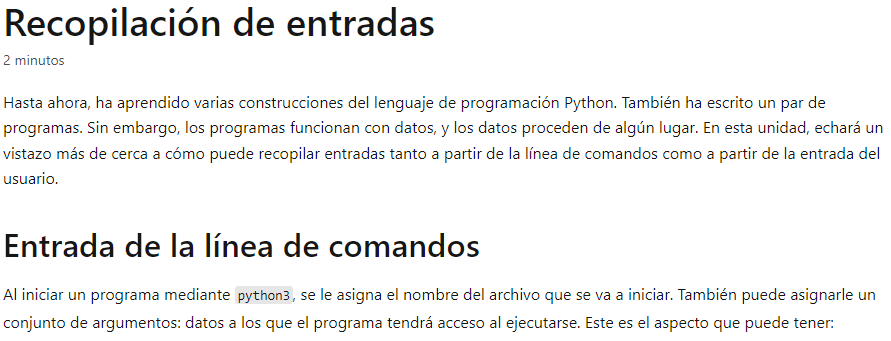 Recopilación de entradas
2 minutos
Hasta ahora, ha aprendido varias construcciones del lenguaje de programación Python. También ha escrito un par de
programas. Sin embargo, los programas funcionan con datos, y los datos proceden de algún lugar. En esta unidad, echará un
vistazo más de cerca a cómo puede recopilar entradas tanto a partir de la línea de comandos como a partir de la entrada del
usuario.
Entrada de la línea de comandos
Al iniciar un programa mediante python3, se le asigna el nombre del archivo que se va a iniciar. También puede asignarle un
conjunto de argumentos: datos a los que el programa tendrá acceso al ejecutarse. Este es el aspecto que puede tener: